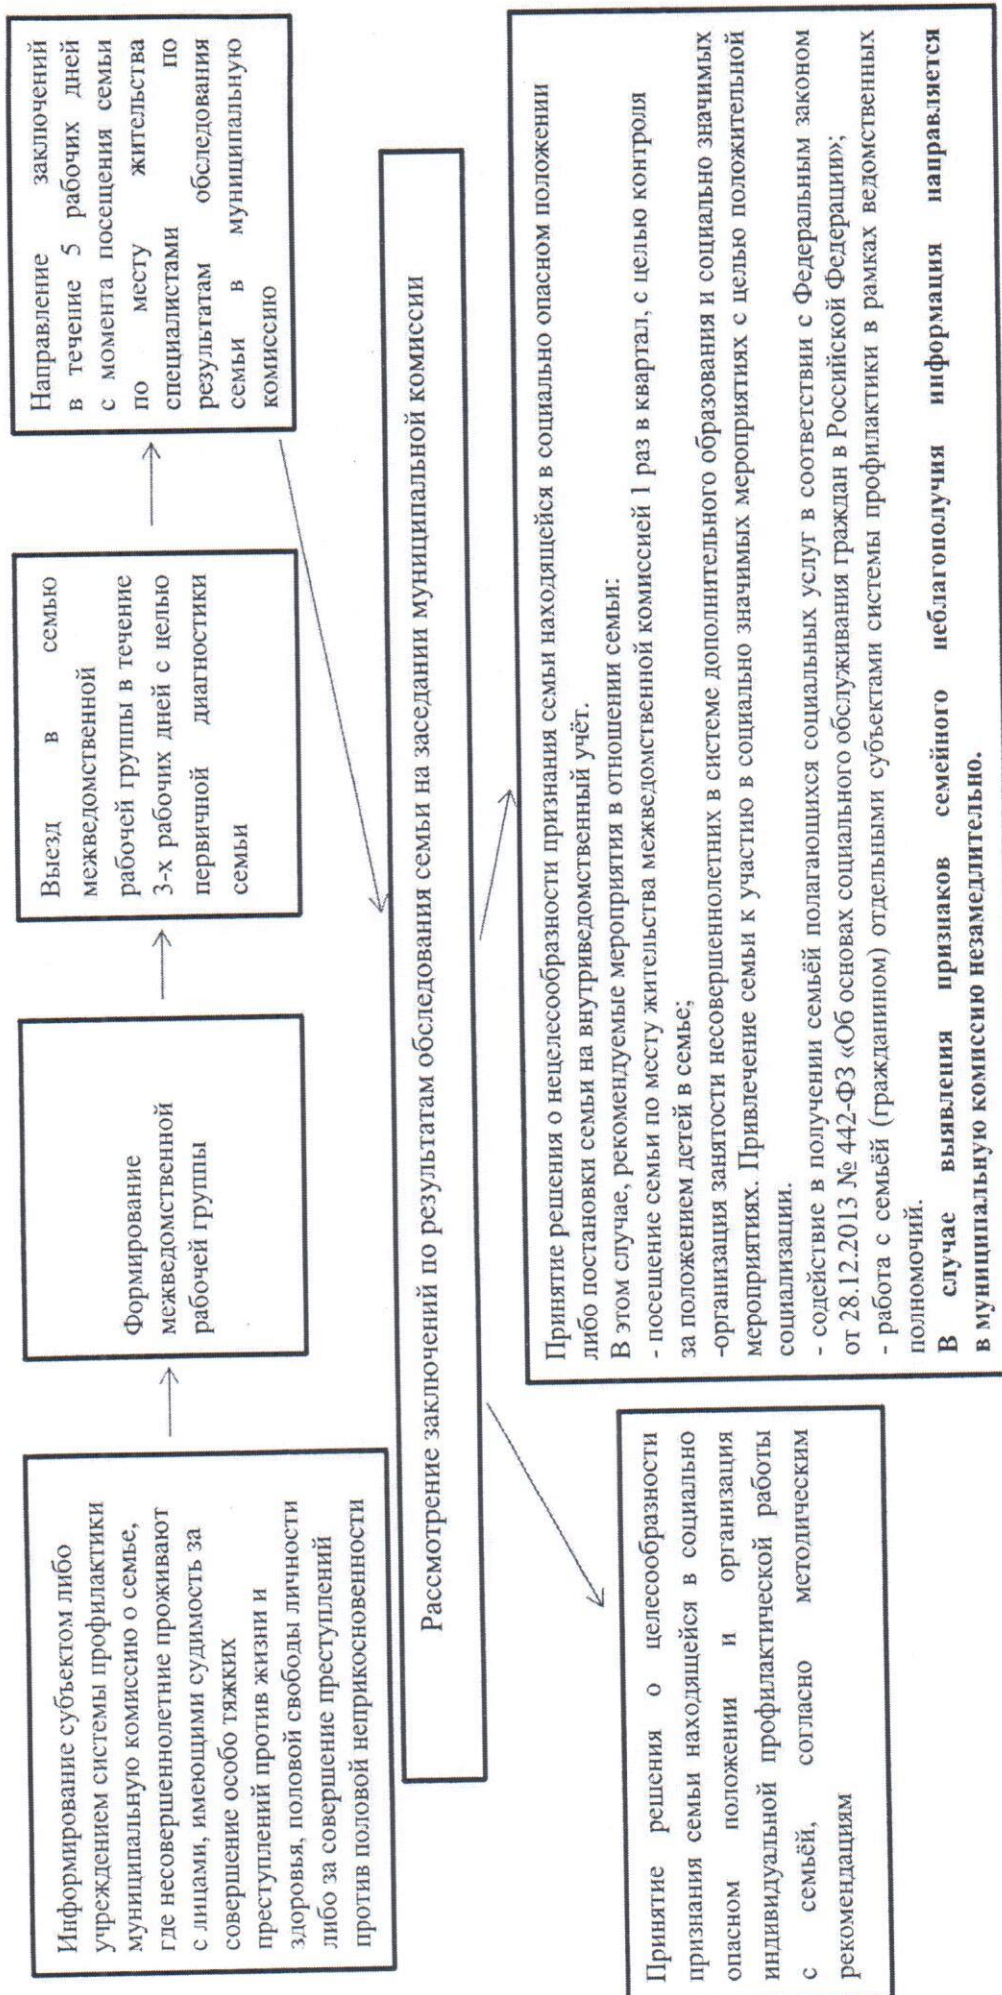 Информирование субъектом либо
учреждением системы профилактики
муниципальную комиссию о семье,
где несовершеннолетние проживают
с лицами, имеющими судимость за
совершение особо тяжких
преступлений против жизни и
здоровья, половой свободы личности
либо за совершение преступлений
против половой неприкосновенности
Формирование
межведомственной
рабочей группы
Выезд в семью
межведомственной
рабочей группы в течение
3-х рабочих дней с целью
первичной диагностики
семьи
Направление заключений
в течение 5 рабочих дней
с момента посещения семьи
по месту жительства
специалистами по
результатам обследования
семьи в муниципальную
комиссию
Рассмотрение заключений по результатам обследования семьи на заседании муниципальной комиссии
Принятие решения о целесообразности
признания семьи находящейся в социально
опасном положении и организация
индивидуальной профилактической работы
с семьёй, согласно методическим
рекомендациям
Принятие решения о нецелесообразности признания семьи находящейся в социально опасном положении
либо постановки семьи на внутриведомственный учёт.
В этом случае, рекомендуемые мероприятия в отношении семьи:
- посещение семьи по месту жительства межведомственной комиссией 1 раз в квартал, с целью контроля
за положением детей в семье;
-организация занятости несовершеннолетних в системе дополнительного образования и социально значимых
мероприятиях. Привлечение семьи к участию в социально значимых мероприятиях с целью положительной
социализации.
- содействие в получении семьёй полагающихся социальных услуг в соответствии с Федеральным законом
от 28.12.2013 № 442-ФЗ «Об основах социального обслуживания граждан в Российской Федерации»;
- работа с семьёй (гражданином) отдельными субъектами системы профилактики в рамках ведомственных
полномочий.
В случае выявления признаков семейного неблагополучия информация направляется
в муниципальную комиссию незамедлительно.